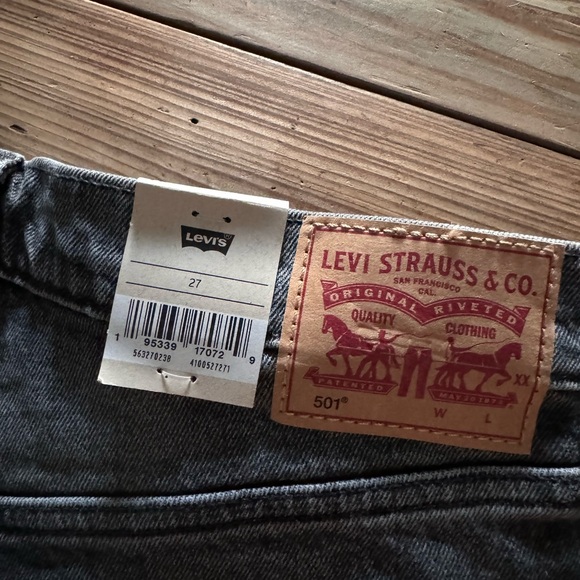 Levi's®
27
1 95339 17072 9
563270238 4100527271
LEVI STRAUSS & CO.
SAN FRANCISCO
CAL.
ORIGINAL RIVETED
QUALITY CLOTHING
XX
PATENTED MAY 20 1873
501®
W L